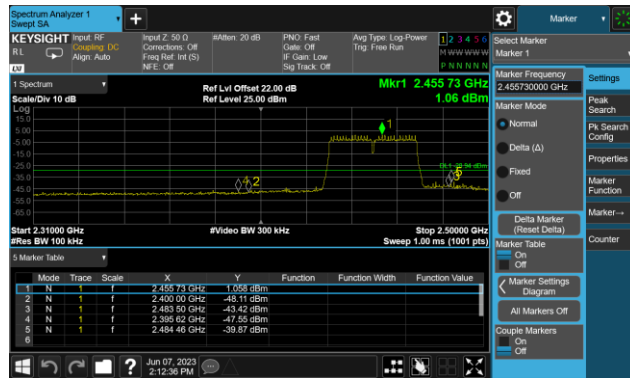 Spectrum Analyzer 1
Swept SA
Marker
KEYSIGHT Input: RF Input Z: 50 Ω #Atten: 20 dB PNO: Fast Avg Type: Log-Power 1 2 3 4 5 6
RL Coupling: DC Corrections: Off Gate: Off Trig: Free Run M W W W W W
Align: Auto Freq Ref: Int (S) IF Gain: Low P N N N N N
NFE: Off Sig Track: Off
Select Marker
Marker 1
1 Spectrum
Scale/Div 10 dB
Ref Lvl Offset 22.00 dB
Ref Level 25.00 dBm
Mkr1 2.455 73 GHz
1.06 dBm
Log
15.0
5.00
-5.00
-15.0
-25.0
-35.0
-45.0
-55.0
-65.0
1
2
Start 2.31000 GHz #Video BW 300 kHz Stop 2.50000 GHz
#Res BW 100 kHz Sweep 1.00 ms (1001 pts)
5 Marker Table
Mode Trace Scale X Y Function Function Width Function Value
1 N 1 f 2.455 73 GHz 1.058 dBm
2 N 1 f 2.400 00 GHz -48.11 dBm
3 N 1 f 2.483 50 GHz -43.42 dBm
4 N 1 f 2.395 62 GHz -47.55 dBm
5 N 1 f 2.484 46 GHz -39.87 dBm
6
Jun 07, 2023
2:12:36 PM
Marker Frequency
2.455730000 GHz
Marker Mode
Normal
Delta (Δ)
Fixed
Off
Delta Marker
(Reset Delta)
Marker Table
On
Off
Marker Settings
Diagram
All Markers Off
Couple Markers
On
Off
Settings
Peak
Search
Pk Search
Config
Properties
Marker
Function
Marker→
Counter